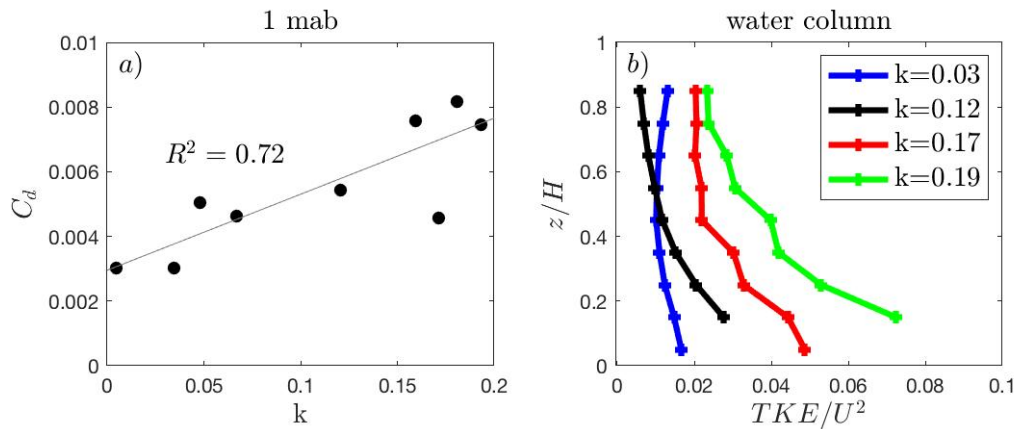 1 mab
a)
R² = 0.72
0.01
0.008
0.006
0.004
0.002
0
C_d
0
0.05
0.1
0.15
0.2
k
water column
b)
k=0.03
k=0.12
k=0.17
k=0.19
1
0.8
0.6
0.4
0.2
0
z/H
0
0.02
0.04
0.06
0.08
0.1
TKE/U²